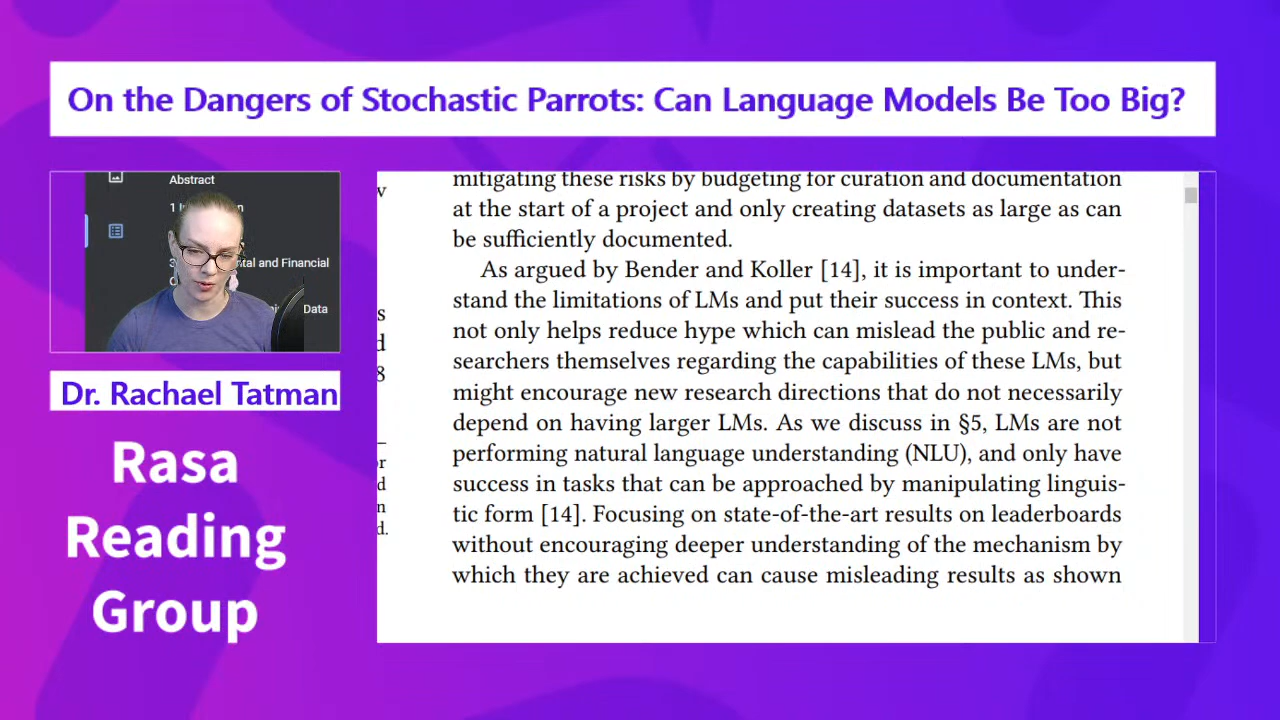 On the Dangers of Stochastic Parrots: Can Language Models Be Too Big?
Abstract
1 I
tal and Financial
Data
Dr. Rachael Tatman
Rasa
Reading
Group
v
s
d
8
or
d
n
d.
mitigating these risks by budgeting for curation and documentation
at the start of a project and only creating datasets as large as can
be sufficiently documented.
As argued by Bender and Koller [14], it is important to under-
stand the limitations of LMs and put their success in context. This
not only helps reduce hype which can mislead the public and re-
searchers themselves regarding the capabilities of these LMs, but
might encourage new research directions that do not necessarily
depend on having larger LMs. As we discuss in §5, LMs are not
performing natural language understanding (NLU), and only have
success in tasks that can be approached by manipulating linguis-
tic form [14]. Focusing on state-of-the-art results on leaderboards
without encouraging deeper understanding of the mechanism by
which they are achieved can cause misleading results as shown